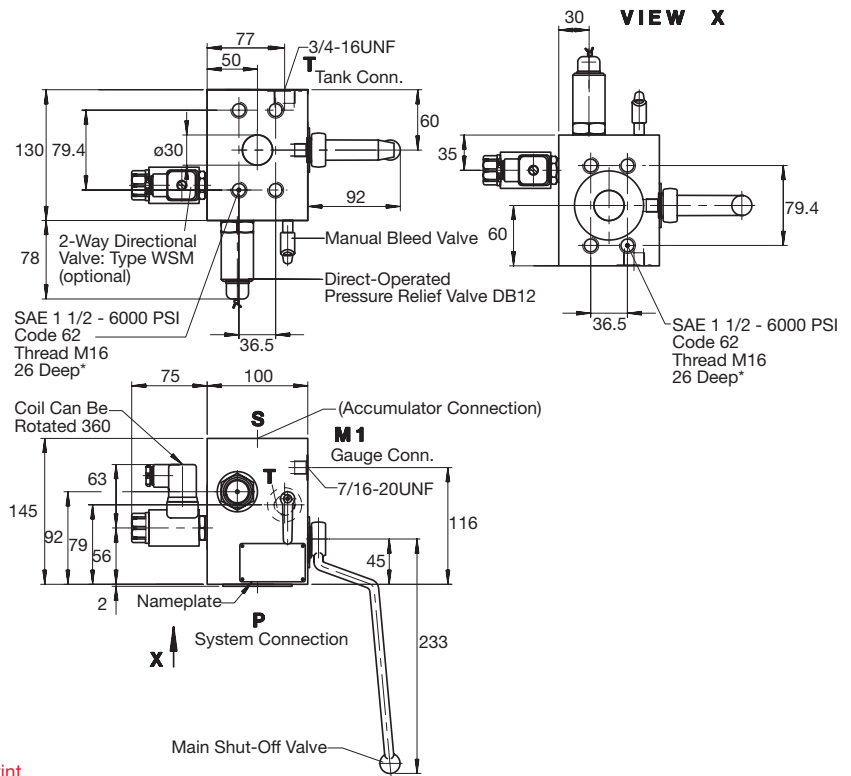 VIEW X
77
50
3/4-16UNF
T
Tank Conn.
130
79.4
ø30
60
92
2-Way Directional
Valve: Type WSM
(optional)
78
Manual Bleed Valve
Direct-Operated
Pressure Relief Valve DB12
SAE 1 1/2 - 6000 PSI
Code 62
Thread M16
26 Deep*
36.5
30
35
60
79.4
36.5
SAE 1 1/2 - 6000 PSI
Code 62
Thread M16
26 Deep*
75
100
Coil Can Be
Rotated 360
S
(Accumulator Connection)
M1
Gauge Conn.
T
7/16-20UNF
63
145
92
79
56
2
116
45
233
Nameplate
P
System Connection
X
Main Shut-Off Valve